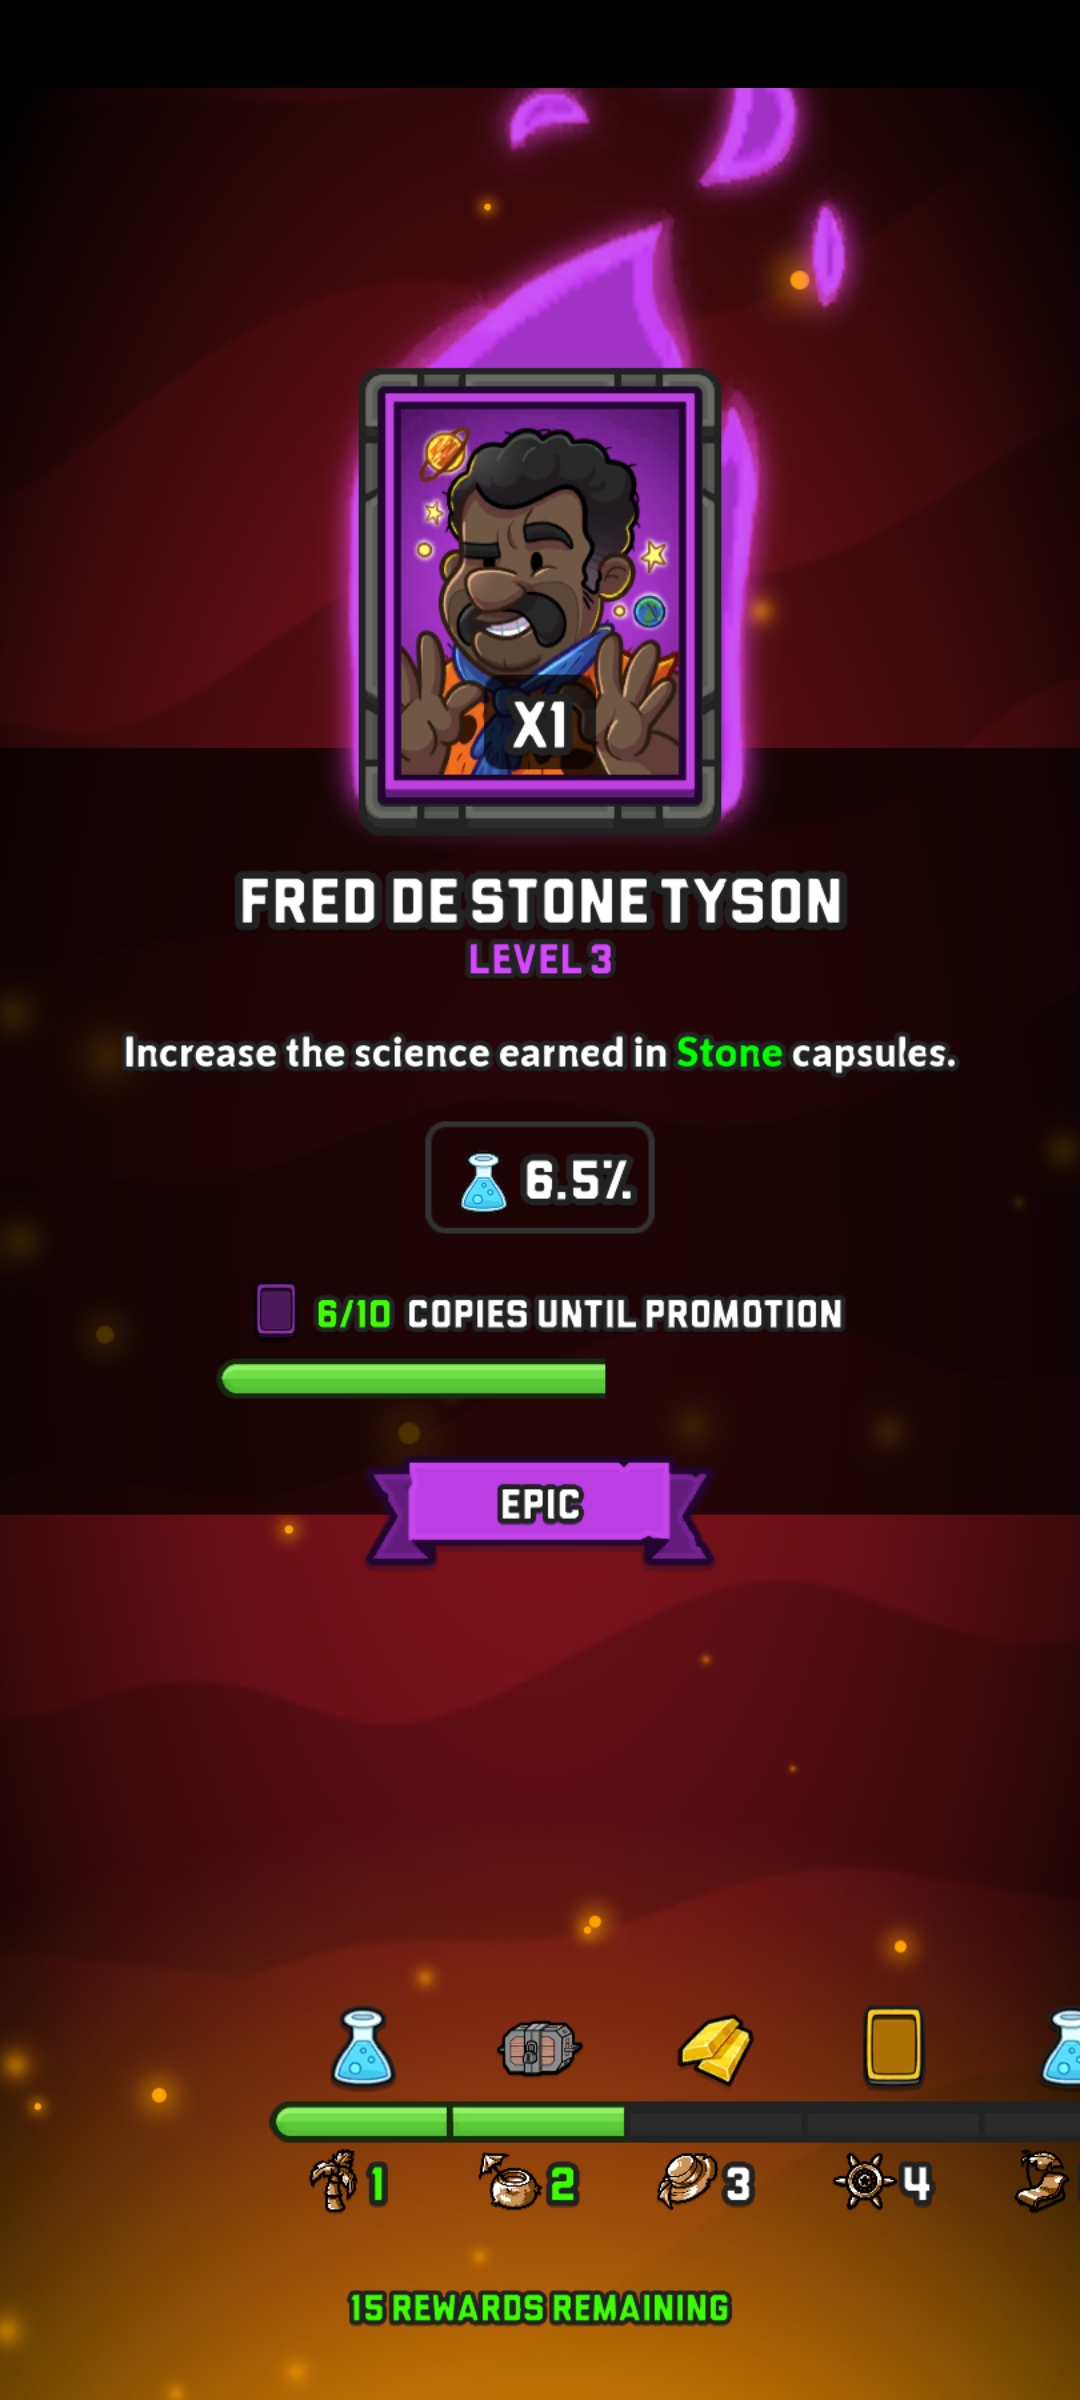 X1
FRED DE STONE TYSON
LEVEL 3
Increase the science earned in Stone capsules.
6.5%
6/10 COPIES UNTIL PROMOTION
EPIC
1 2 3 4
15 REWARDS REMAINING